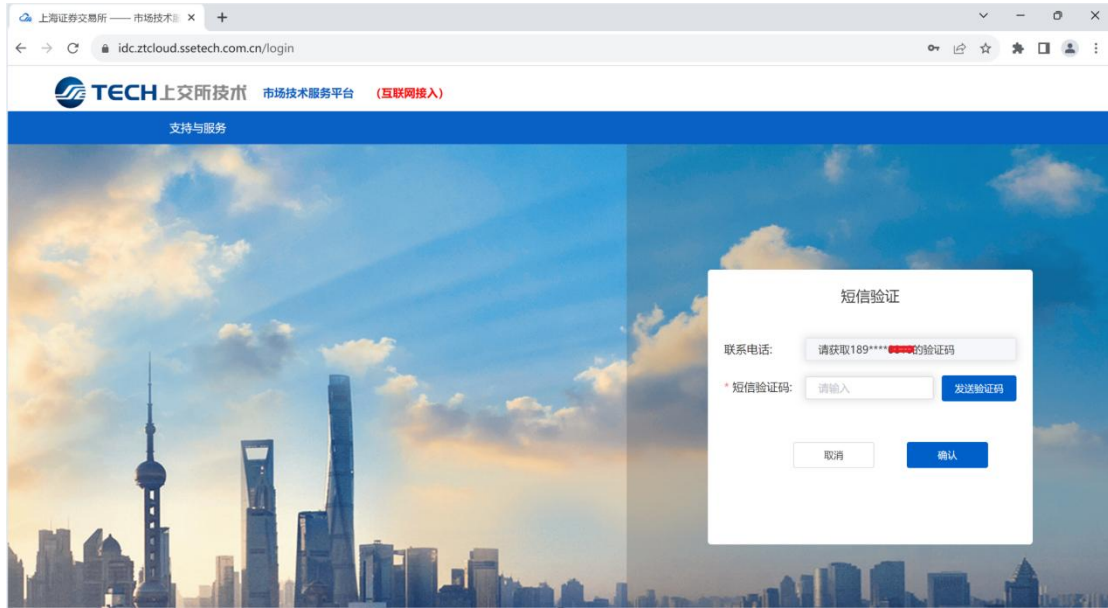 上海证券交易所 —— 市场技术
idc.ztcloud.ssetech.com.cn/login
TECH上交所技术 市场技术服务平台 (互联网接入)
支持与服务
短信验证
联系电话: 请获取189****的验证码
* 短信验证码: 请输入 发送验证码
取消 确认